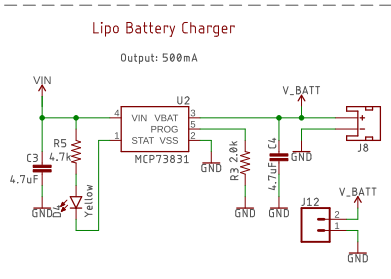 Lipo Battery Charger
Output: 500mA
VIN
V_BATT
U2
4 VIN VBAT 3
PROG 5
1 STAT VSS 2
MCP73831
R5
4.7k
C3
4.7uF
D4
Yellow
R3 2.0k
C4
4.7uF
+
-
J8
J12
V_BATT
2
1
GND
GND
GND
GND
GND
GND
GND